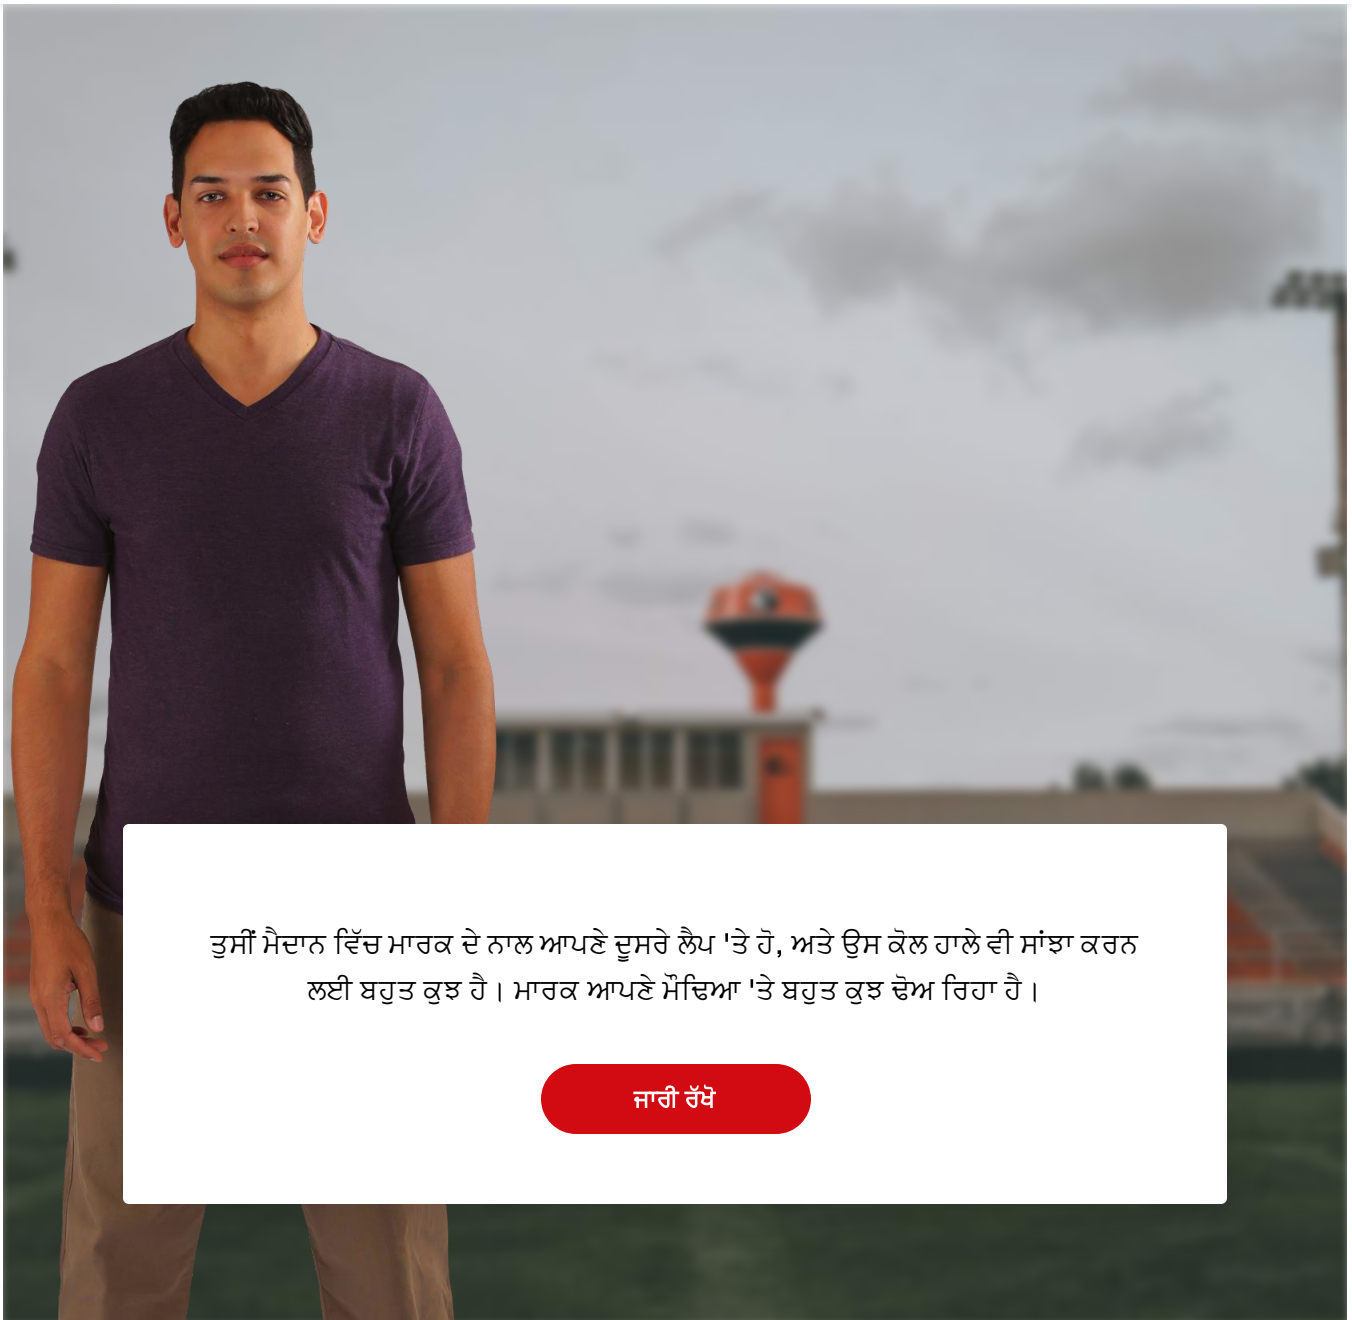 ਤੁਸੀਂ ਮੈਦਾਨ ਵਿੱਚ ਮਾਰਕ ਦੇ ਨਾਲ ਆਪਣੇ ਦੂਸਰੇ ਲੈਪ 'ਤੇ ਹੋ, ਅਤੇ ਉਸ ਕੋਲ ਹਾਲੇ ਵੀ ਸਾਂਝਾ ਕਰਨ
ਲਈ ਬਹੁਤ ਕੁਝ ਹੈ। ਮਾਰਕ ਆਪਣੇ ਮੌਢਿਆ 'ਤੇ ਬਹੁਤ ਕੁਝ ਢੋਅ ਰਿਹਾ ਹੈ।
ਜਾਰੀ ਰੱਖੋ